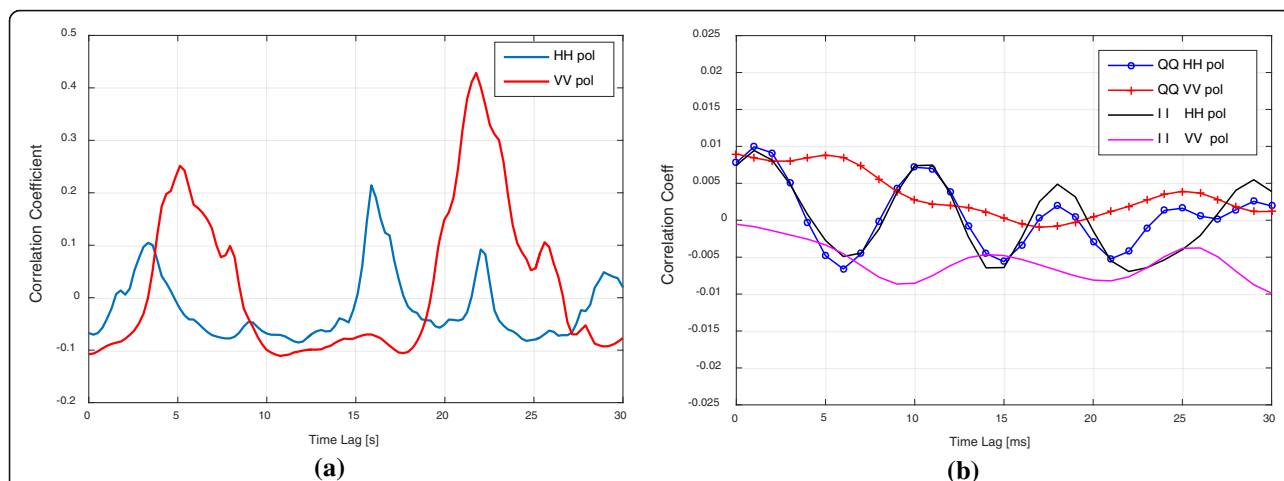 0.5
0.4
0.3
0.2
0.1
0
-0.1
-0.2
Correlation Coefficient
HH pol
VV pol
0 5 10 15 20 25 30
Time Lag [s]
(a)
0.025
0.02
0.015
0.01
0.005
0
-0.005
-0.01
-0.015
-0.02
-0.025
Correlation Coeff
QQ HH pol
QQ VV pol
I I HH pol
I I VV pol
0 5 10 15 20 25 30
Time Lag [ms]
(b)